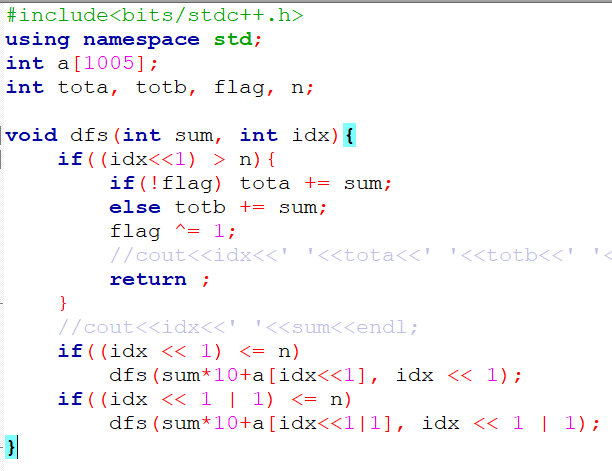 #include<bits/stdc++.h>
using namespace std;
int a[1005];
int tota, totb, flag, n;
void dfs(int sum, int idx){
if((idx<<1) > n){
if(!flag) tota += sum;
else totb += sum;
flag ^= 1;
//cout<<idx<<' '<<tota<<' '<<totb<<' '<
return ;
}
//cout<<idx<<' '<<sum<<endl;
if((idx << 1) <= n)
dfs(sum*10+a[idx<<1], idx << 1);
if((idx << 1 | 1) <= n)
dfs(sum*10+a[idx<<1|1], idx << 1 | 1);
}